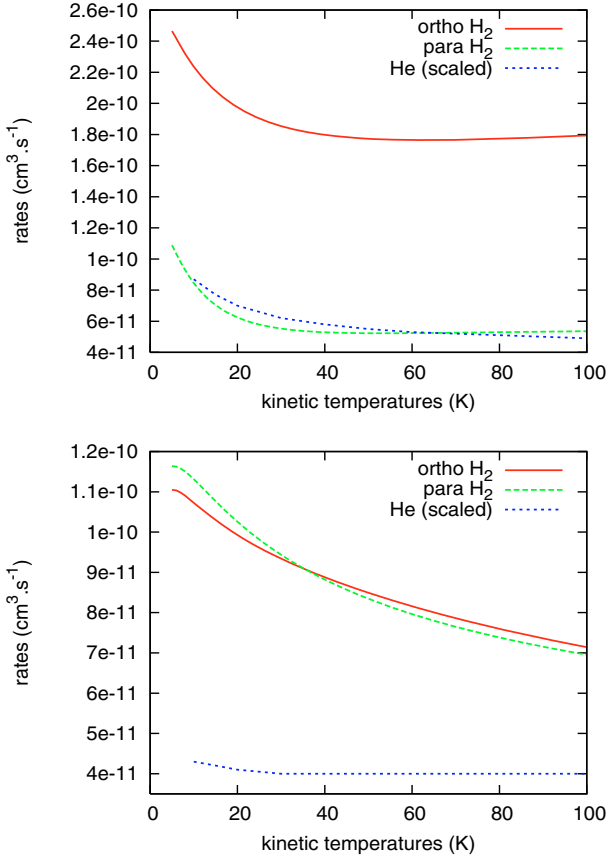 2.6e-10
2.4e-10
2.2e-10
2e-10
1.8e-10
1.6e-10
1.4e-10
1.2e-10
1e-10
8e-11
6e-11
4e-11
rates (cm³.s⁻¹)
ortho H₂
para H₂
He (scaled)
0 20 40 60 80 100
kinetic temperatures (K)
1.2e-10
1.1e-10
1e-10
9e-11
8e-11
7e-11
6e-11
5e-11
4e-11
rates (cm³.s⁻¹)
ortho H₂
para H₂
He (scaled)
0 20 40 60 80 100
kinetic temperatures (K)